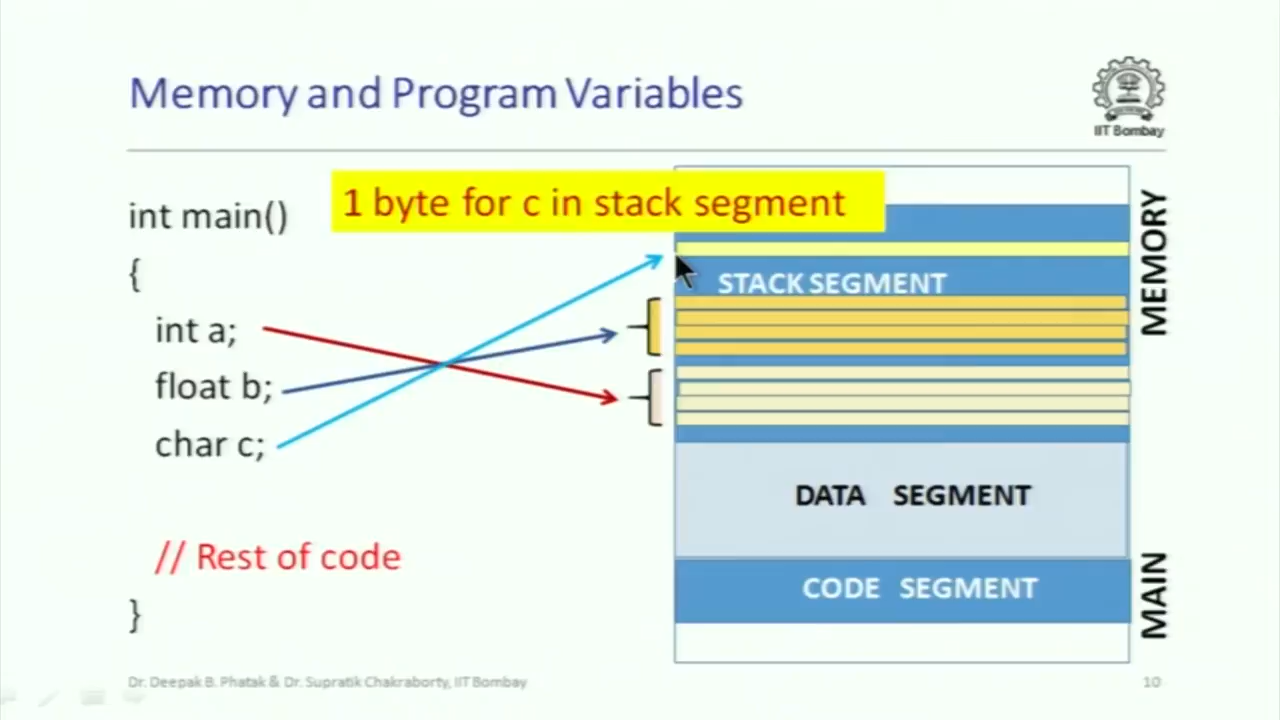 Memory and Program Variables
IIT Bombay
1 byte for c in stack segment
int main()
{
int a;
float b;
char c;
// Rest of code
}
STACK SEGMENT
DATA SEGMENT
CODE SEGMENT
MAIN MEMORY
Dr. Deepak B. Phatak & Dr. Supratik Chakraborty, IIT Bombay
10